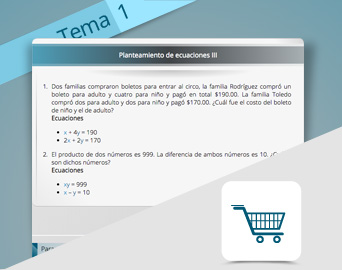 Tema 1
Planteamiento de ecuaciones III
1. Dos familias compraron boletos para entrar al circo, la familia Rodríguez compró un
boleto para adulto y cuatro para niño y pagó en total $190.00. La familia Toledo
compró dos para adulto y dos para niño y pagó $170.00. ¿Cuál fue el costo del boleto
de niño y el de adulto?
Ecuaciones
• x + 4y = 190
• 2x + 2y = 170
2. El producto de dos números es 999. La diferencia de ambos números es 10.
son dichos números?
Ecuaciones
• xy = 999
• x - y = 10